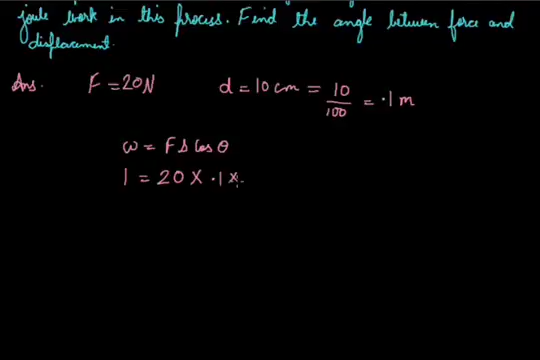 joule work in this process. Find the angle between force and
displacement.
Ans. F = 20N d = 10 cm = 10/100 = .1 m
W = F s Cos θ
1 = 20 × .1 ×